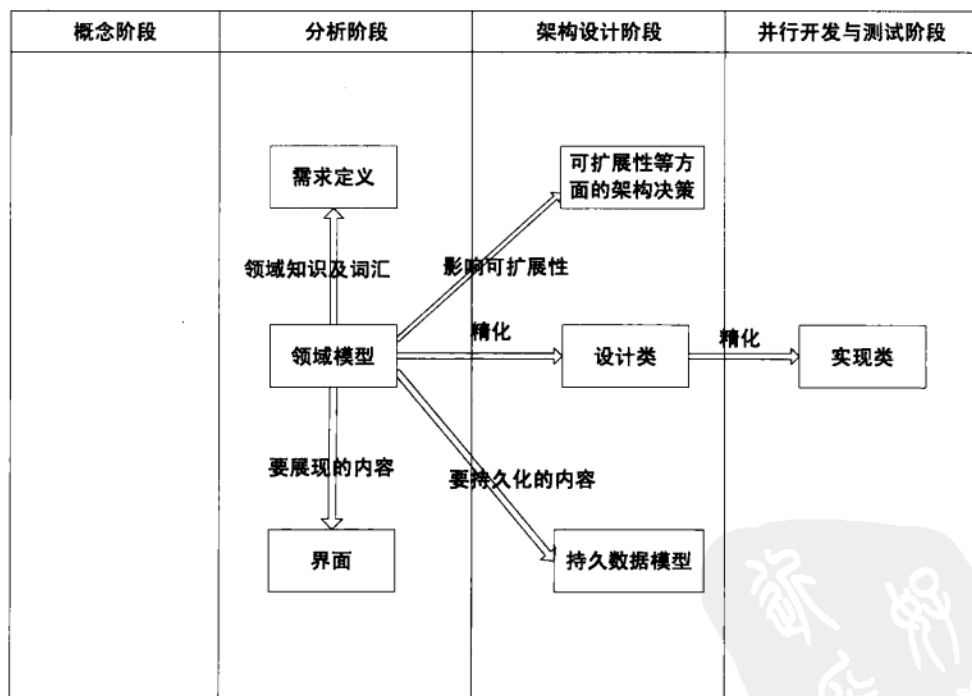 概念阶段
分析阶段
架构设计阶段
并行开发与测试阶段
需求定义
可扩展性等方
面的架构决策
领域知识及词汇
影响可扩展性
领域模型
精化
设计类
精化
实现类
要展现的内容
要持久化的内容
界面
持久数据模型